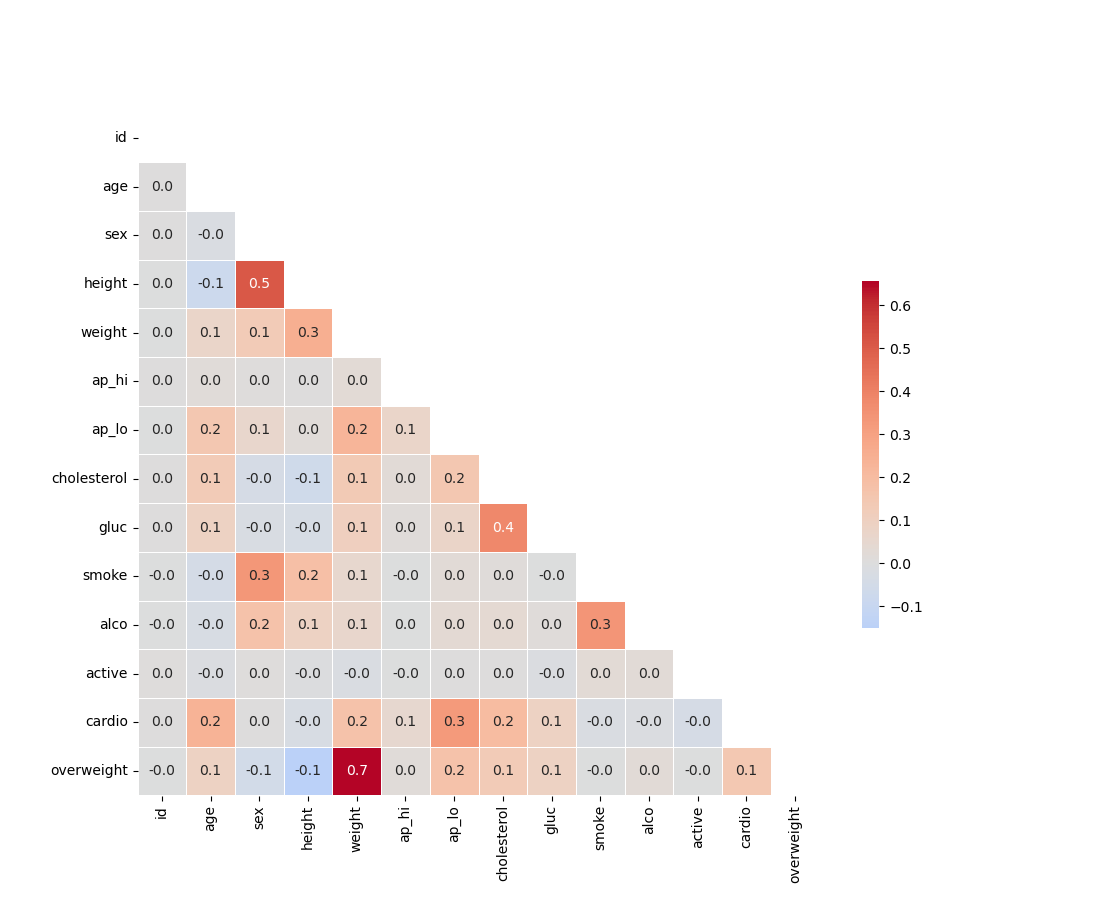 id
age 0.0
sex 0.0 -0.0
height 0.0 -0.1 0.5
weight 0.0 0.1 0.1 0.3
ap_hi 0.0 0.0 0.0 0.0 0.0
ap_lo 0.0 0.2 0.1 0.0 0.2 0.1
cholesterol 0.0 0.1 -0.0 -0.1 0.1 0.0 0.2
gluc 0.0 0.1 -0.0 -0.0 0.1 0.0 0.1 0.4
smoke -0.0 -0.0 0.3 0.2 0.1 -0.0 0.0 0.0 -0.0
alco -0.0 -0.0 0.2 0.1 0.1 0.0 0.0 0.0 0.0 0.3
active 0.0 -0.0 0.0 -0.0 -0.0 -0.0 0.0 0.0 -0.0 0.0 0.0
cardio 0.0 0.2 0.0 -0.0 0.2 0.1 0.3 0.2 0.1 -0.0 -0.0 -0.0
overweight -0.0 0.1 -0.1 -0.1 0.7 0.0 0.2 0.1 0.1 -0.0 0.0 -0.0 0.1
id age sex height weight ap_hi ap_lo cholesterol gluc smoke alco active cardio overweight
0.6
0.5
0.4
0.3
0.2
0.1
0.0
−0.1